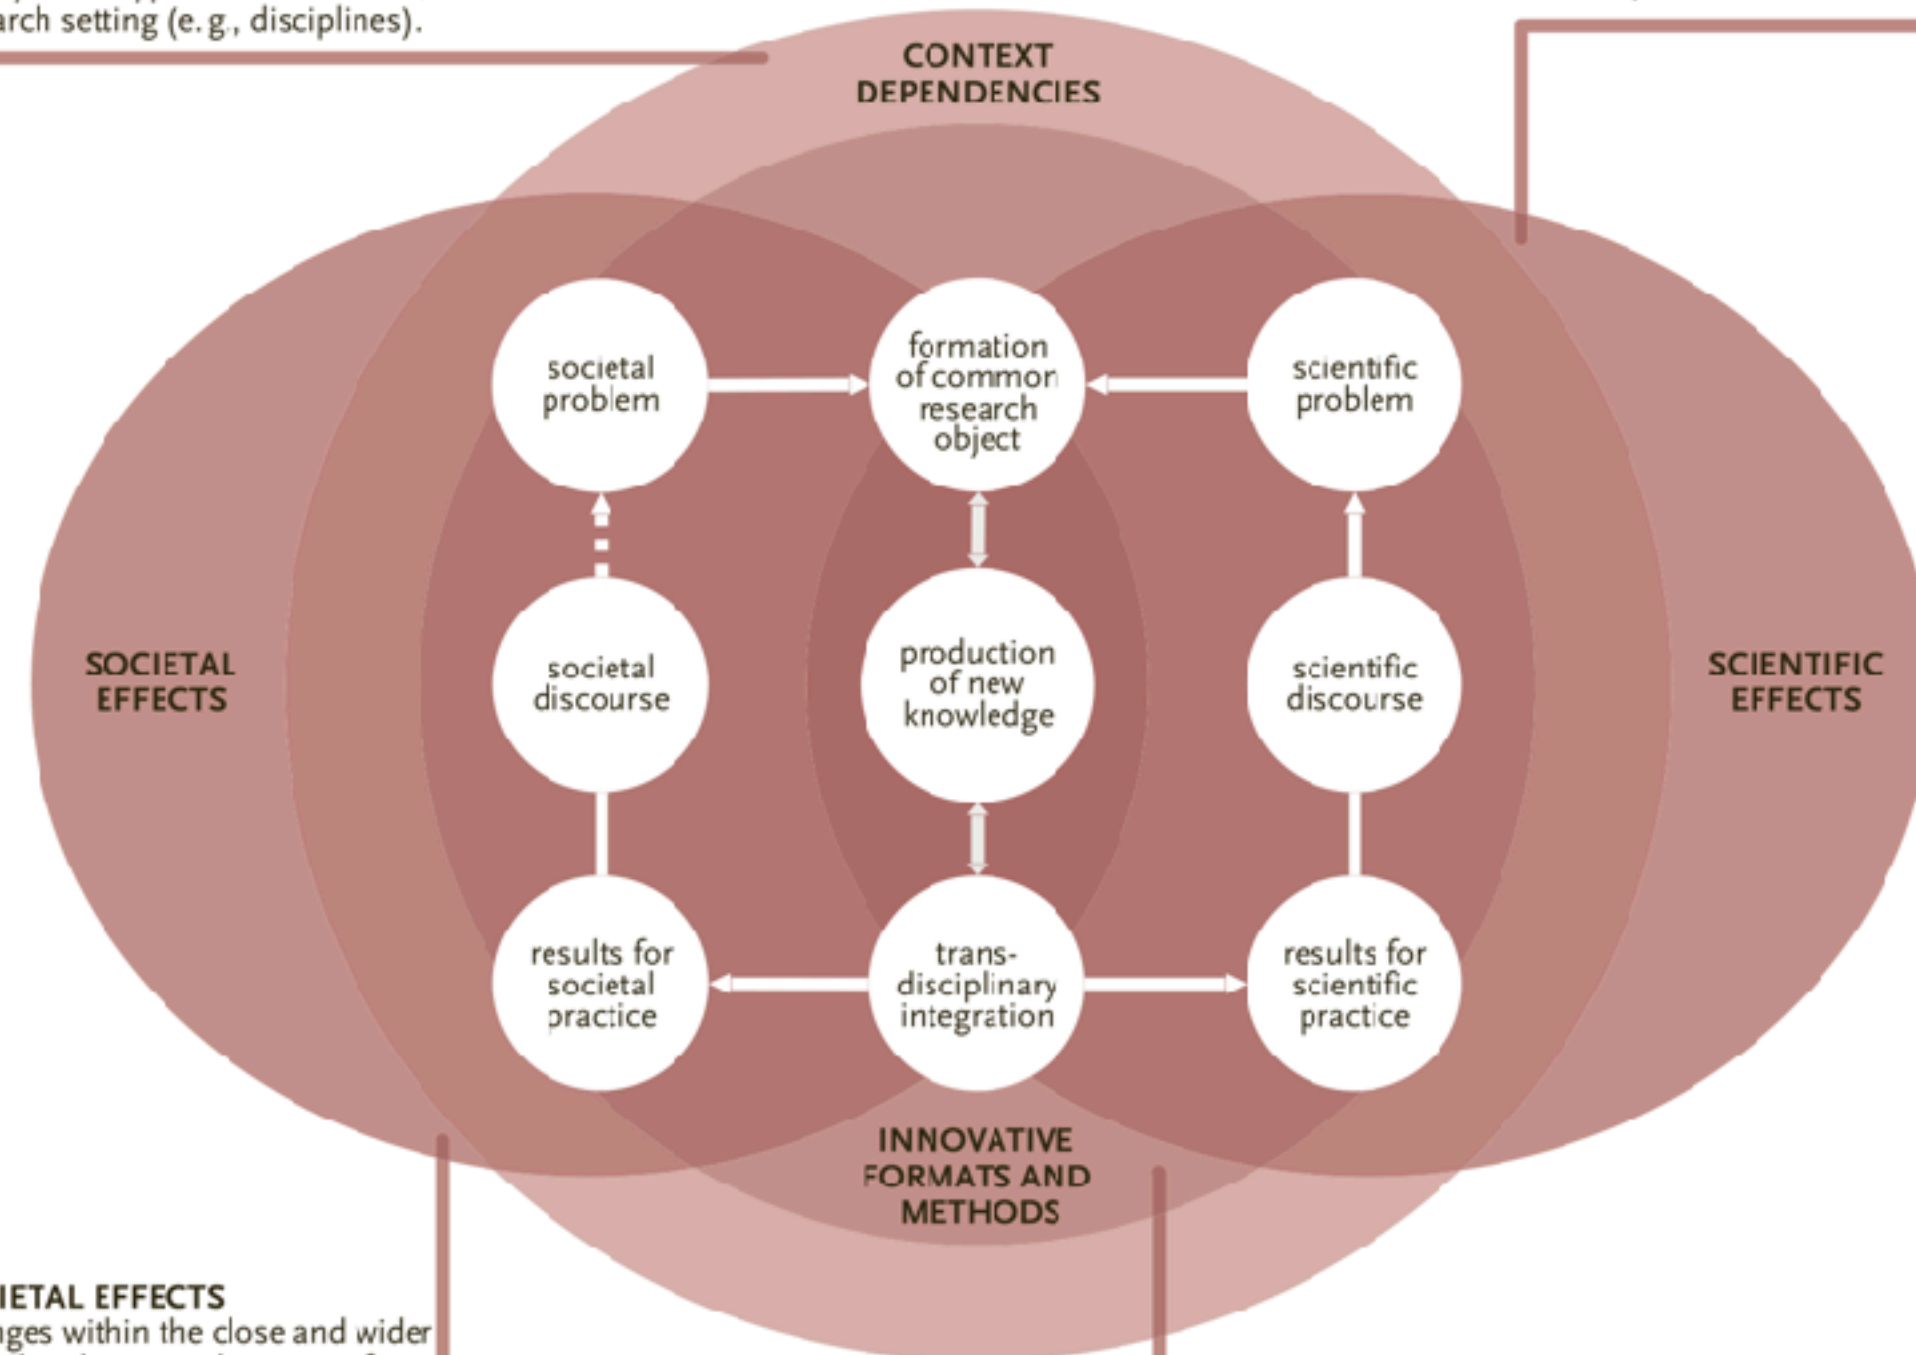 arch setting (e. g., disciplines).
CONTEXT
DEPENDENCIES
societal
problem
formation
of common
research
object
scientific
problem
SOCIETAL
EFFECTS
societal
discourse
production
of new
knowledge
scientific
discourse
SCIENTIFIC
EFFECTS
results for
societal
practice
trans-
disciplinary
integration
results for
scientific
practice
INNOVATIVE
FORMATS AND
METHODS
IETAL EFFECTS
nges within the close and wider